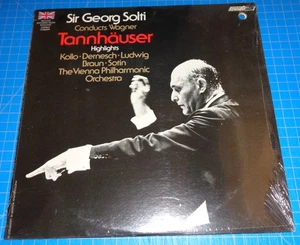 Sir Georg Solti
Conducts Wagner
Tannhäuser
Highlights
Kollo·Dernesch·Ludwig
Braun·Sotin
The Vienna Philharmonic
Orchestra